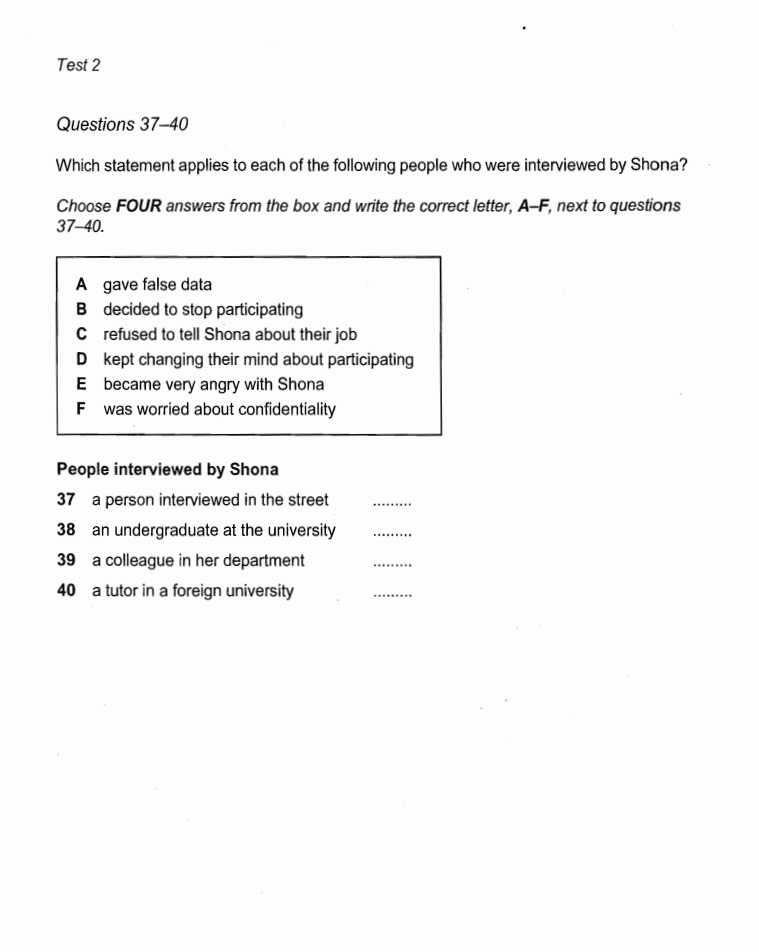 Test 2
Questions 37–40
Which statement applies to each of the following people who were interviewed by Shona?
Choose FOUR answers from the box and write the correct letter, A–F, next to questions
37–40.
A gave false data
B decided to stop participating
C refused to tell Shona about their job
D kept changing their mind about participating
E became very angry with Shona
F was worried about confidentiality
People interviewed by Shona
37 a person interviewed in the street .........
38 an undergraduate at the university .........
39 a colleague in her department .........
40 a tutor in a foreign university .........